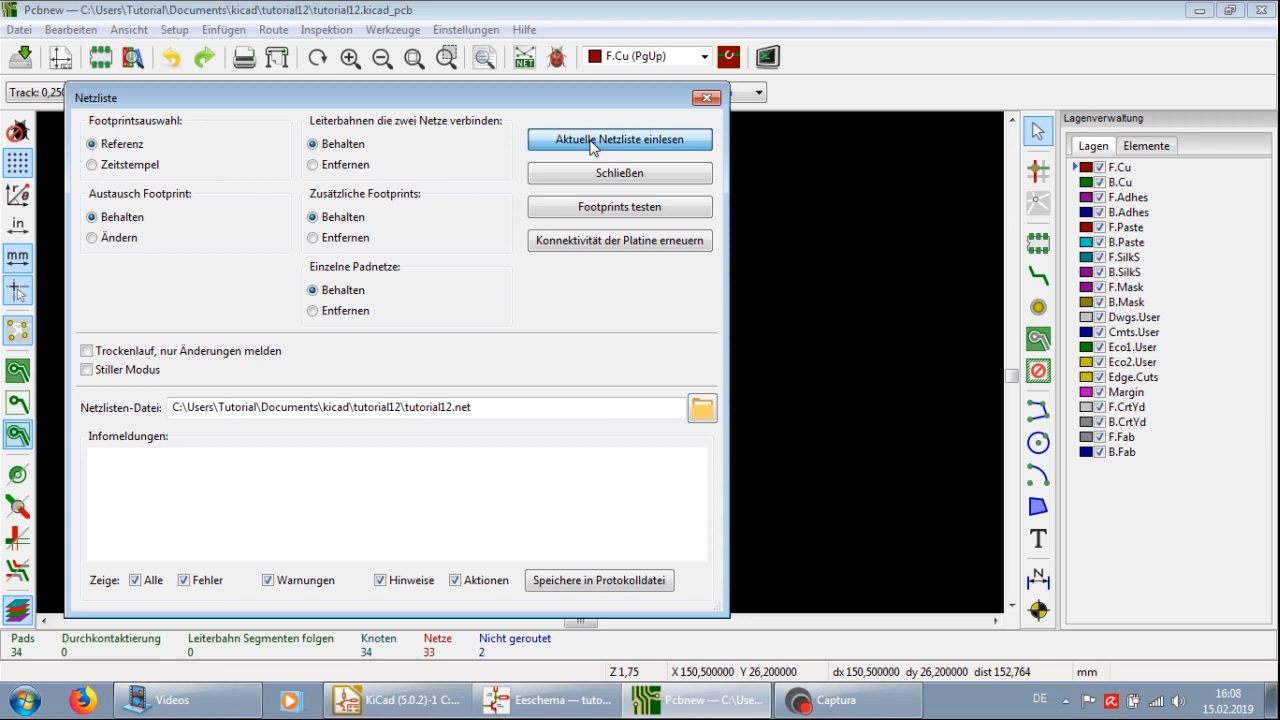 Pcbnew — C:\Users\Tutorial\Documents\kicad\tutorial12\tutorial12.kicad_pcb
Datei Bearbeiten Ansicht Setup Einfügen Route Inspektion Werkzeuge Einstellungen Hilfe
NET F.Cu (PgUp)
Track: 0,250
Netzliste
Footprintsauswahl:
Referenz
Zeitstempel
Austausch Footprint:
Behalten
Ändern
Leiterbahnen die zwei Netze verbinden:
Behalten
Entfernen
Zusätzliche Footprints:
Behalten
Entfernen
Einzelne Padnetze:
Behalten
Entfernen
Aktuelle Netzliste einlesen
Schließen
Footprints testen
Konnektivität der Platine erneuern
Trockenlauf, nur Änderungen melden
Stiller Modus
Netzlisten-Datei: C:\Users\Tutorial\Documents\kicad\tutorial12\tutorial12.net
Infomeldungen:
Zeige: Alle Fehler Warnungen Hinweise Aktionen Speichere in Protokolldatei
in
mm
T
N
Lagenverwaltung
Lagen Elemente
F.Cu
B.Cu
F.Adhes
B.Adhes
F.Paste
B.Paste
F.SilkS
B.SilkS
F.Mask
B.Mask
Dwgs.User
Cmts.User
Eco1.User
Eco2.User
Edge.Cuts
Margin
F.CrtYd
B.CrtYd
F.Fab
B.Fab
Pads Durchkontaktierung Leiterbahn Segmenten folgen Knoten Netze Nicht geroutet
34 0 0 34 33 2
Z 1,75 X 150,500000 Y 26,200000 dx 150,500000 dy 26,200000 dist 152,764 mm
Videos KiCad (5.0.2)-1 C:... Eeschema — tuto... Pcbnew — C:\Use... Captura DE 16:08
15.02.2019